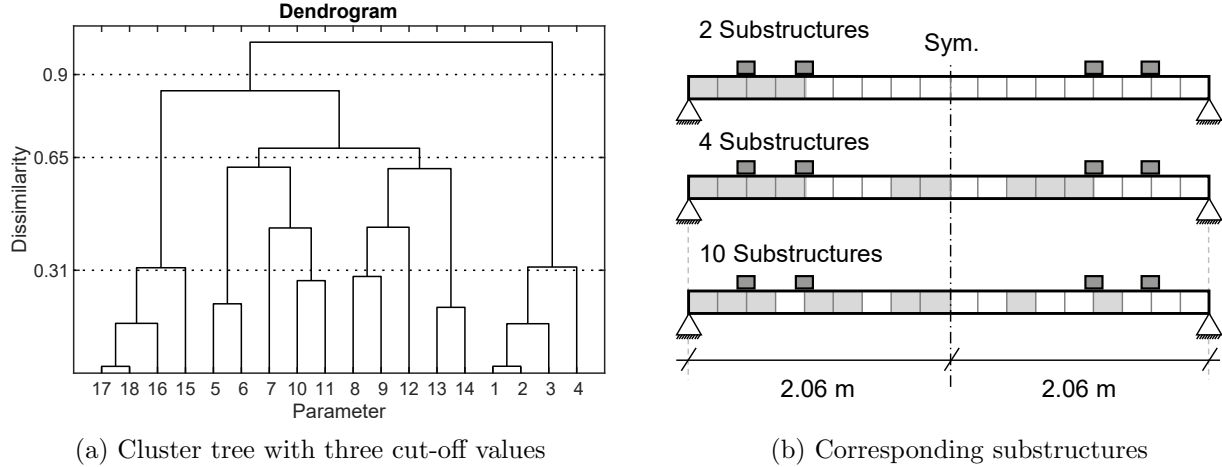 Dendrogram
0.9
0.65
0.31
Dissimilarity
17 18 16 15 5 6 7 10 11 8 9 12 13 14 1 2 3 4
Parameter
(a) Cluster tree with three cut-off values
2 Substructures
Sym.
4 Substructures
10 Substructures
2.06 m 2.06 m
(b) Corresponding substructures